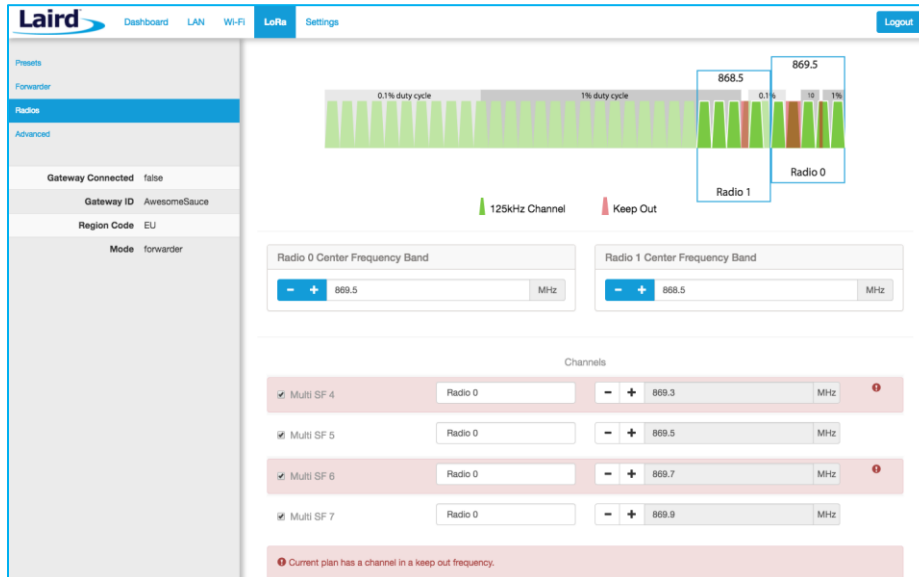 Laird
Dashboard LAN Wi-Fi LoRa Settings Logout
Presets
Forwarder
Radios
Advanced
Gateway Connected false
Gateway ID AwesomeSauce
Region Code EU
Mode forwarder
869.5
868.5
0.1% duty cycle 1% duty cycle 0.1% 10 1%
Radio 0
Radio 1
125kHz Channel Keep Out
Radio 0 Center Frequency Band Radio 1 Center Frequency Band
- + 869.5 MHz - + 868.5 MHz
Channels
Multi SF 4 Radio 0 - + 869.3 MHz
Multi SF 5 Radio 0 - + 869.5 MHz
Multi SF 6 Radio 0 - + 869.7 MHz
Multi SF 7 Radio 0 - + 869.9 MHz
Current plan has a channel in a keep out frequency.